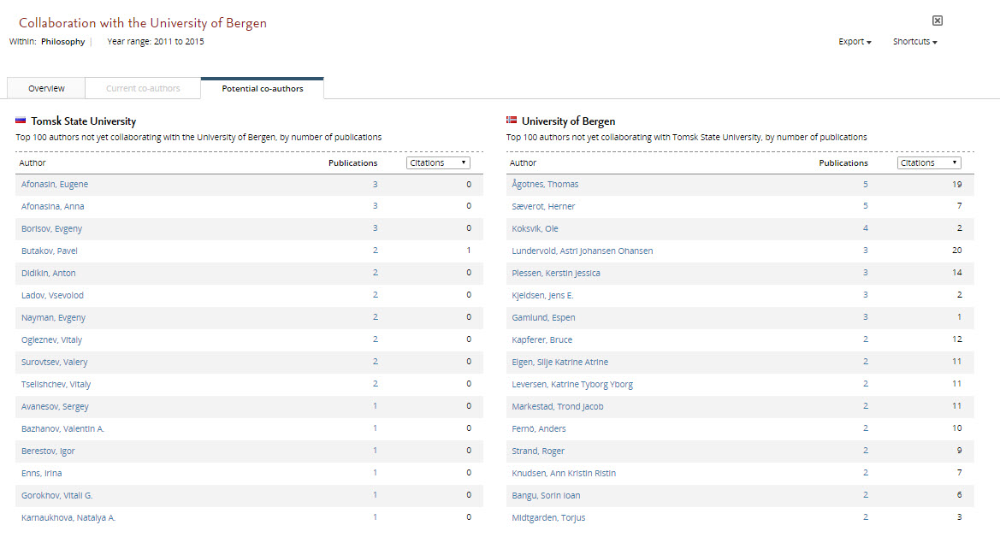 Collaboration with the University of Bergen
Within: Philosophy | Year range: 2011 to 2015
Export Shortcuts
Overview Current co-authors Potential co-authors
Tomsk State University
Top 100 authors not yet collaborating with the University of Bergen, by number of publications
Author Publications Citations
Afonasin, Eugene 3 0
Afonasina, Anna 3 0
Borisov, Evgeny 3 0
Butakov, Pavel 2 1
Didikin, Anton 2 0
Ladov, Vsevolod 2 0
Nayman, Evgeny 2 0
Ogleznev, Vitaly 2 0
Surovtsev, Valery 2 0
Tselishchev, Vitaly 2 0
Avanesov, Sergey 1 0
Bazhanov, Valentin A. 1 0
Berestov, Igor 1 0
Enns, Irina 1 0
Gorokhov, Vitali G. 1 0
Karnaukhova, Natalya A. 1 0
University of Bergen
Top 100 authors not yet collaborating with Tomsk State University, by number of publications
Author Publications Citations
Ågotnes, Thomas 5 19
Sæverot, Herner 5 7
Koksvik, Ole 4 2
Lundervold, Astri Johansen Ohansen 3 20
Plessen, Kerstin Jessica 3 14
Kjeldsen, Jens E. 3 2
Gamlund, Espen 3 1
Kapferer, Bruce 2 12
Elgen, Silje Katrine Atrine 2 11
Leversen, Katrine Tyborg Yborg 2 11
Markestad, Trond Jacob 2 11
Fernö, Anders 2 10
Strand, Roger 2 9
Knudsen, Ann Kristin Ristin 2 7
Bangu, Sorin Ioan 2 6
Midtgarden, Torjus 2 3